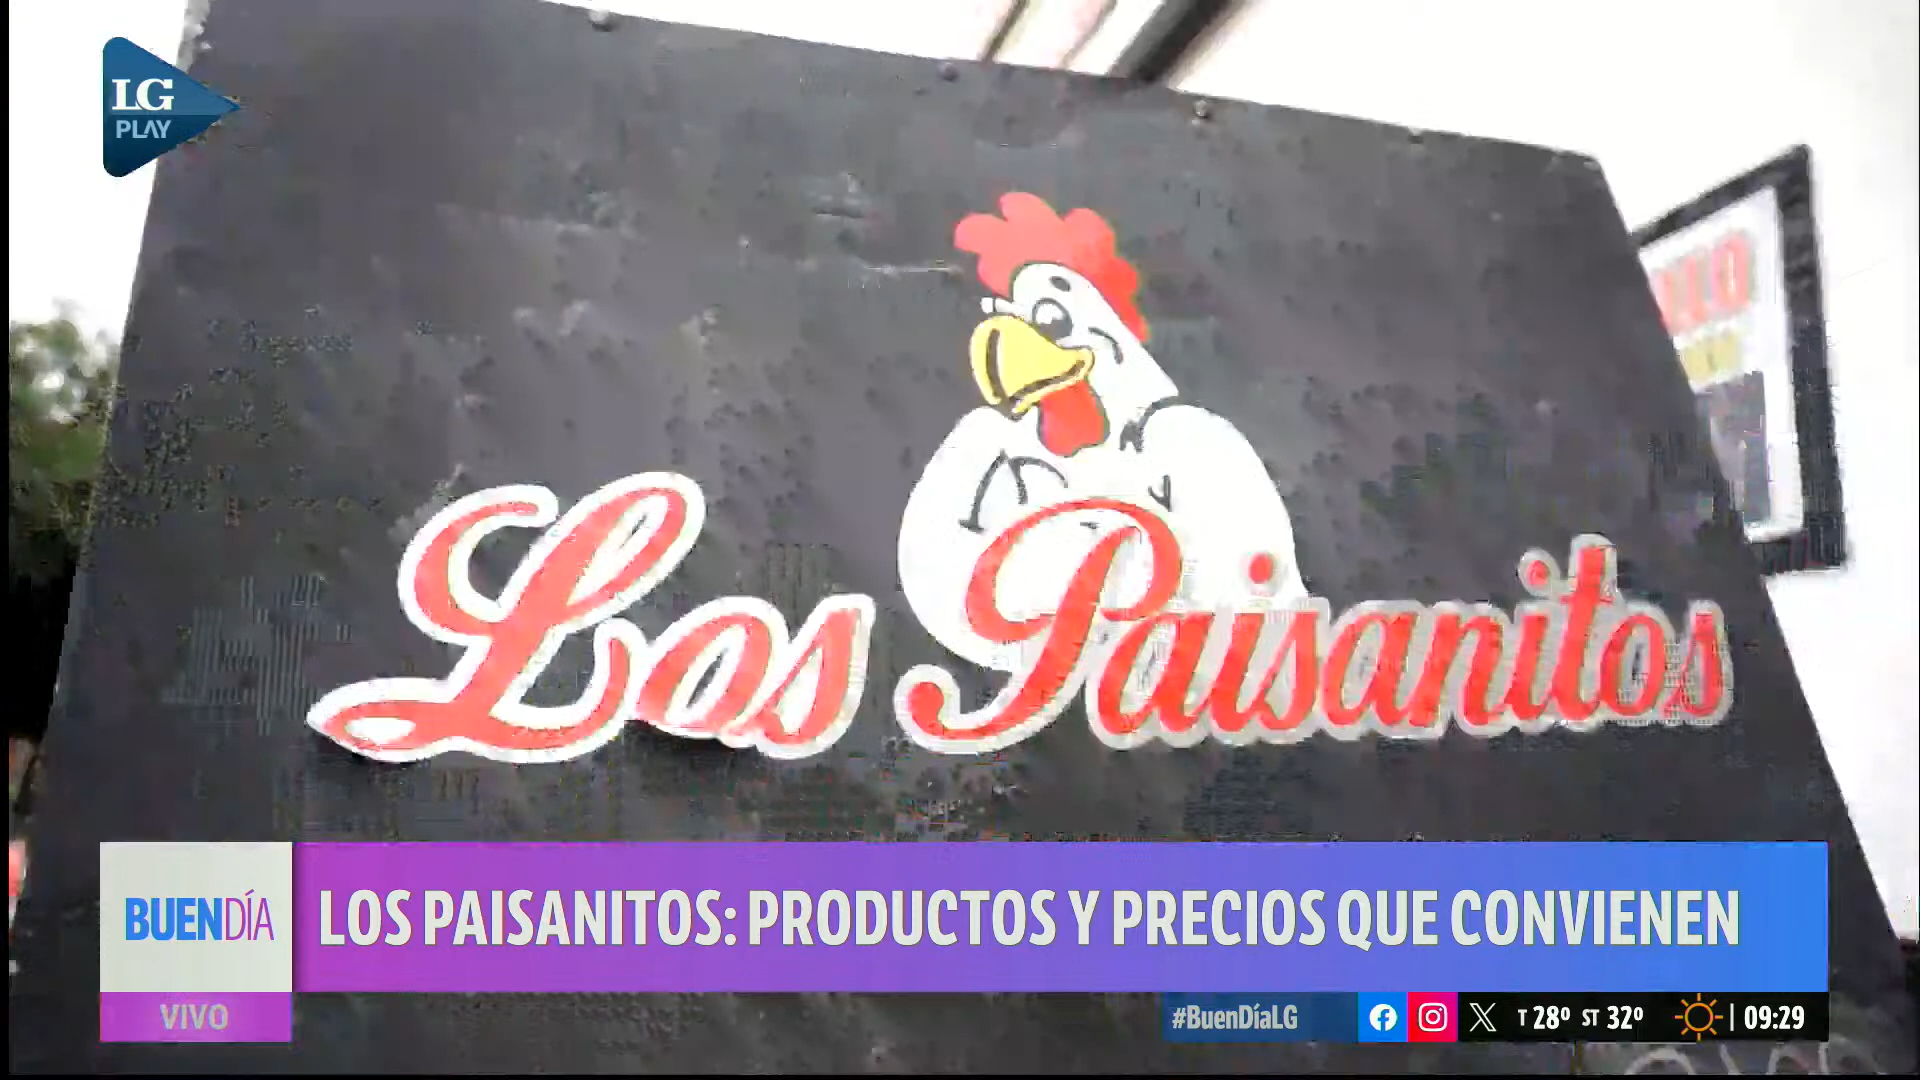 LG
PLAY
Los Paisanitos
BUENDÍA
LOS PAISANITOS: PRODUCTOS Y PRECIOS QUE CONVIENEN
VIVO
#BuenDíaLG
T 28º ST 32º
09:29